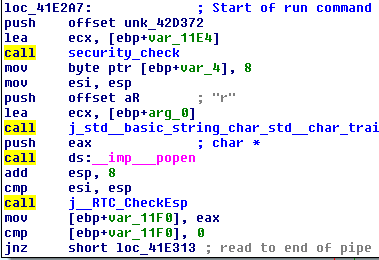 loc_41E2A7: ; Start of run command
push offset unk_42D372
lea ecx, [ebp+var_11E4]
call security_check
mov byte ptr [ebp+var_4], 8
mov esi, esp
push offset aR ; "r"
lea ecx, [ebp+arg_0]
call j_std__basic_string_char_std__char_trai
push eax ; char *
call ds:__imp___popen
add esp, 8
cmp esi, esp
call j__RTC_CheckEsp
mov [ebp+var_11F0], eax
cmp [ebp+var_11F0], 0
jnz short loc_41E313 ; read to end of pipe